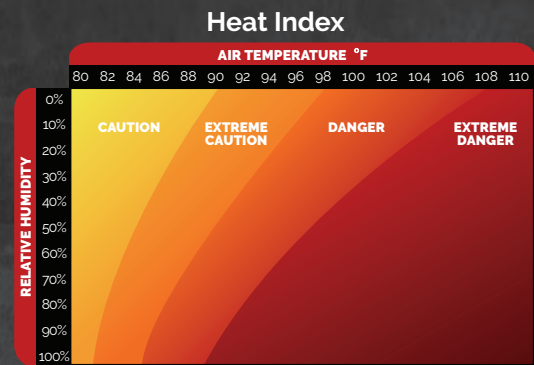 Heat Index
AIR TEMPERATURE °F
80 82 84 86 88 90 92 94 96 98 100 102 104 106 108 110
RELATIVE HUMIDITY
0%
10%
20%
30%
40%
50%
60%
70%
80%
90%
100%
CAUTION
EXTREME
CAUTION
DANGER
EXTREME
DANGER